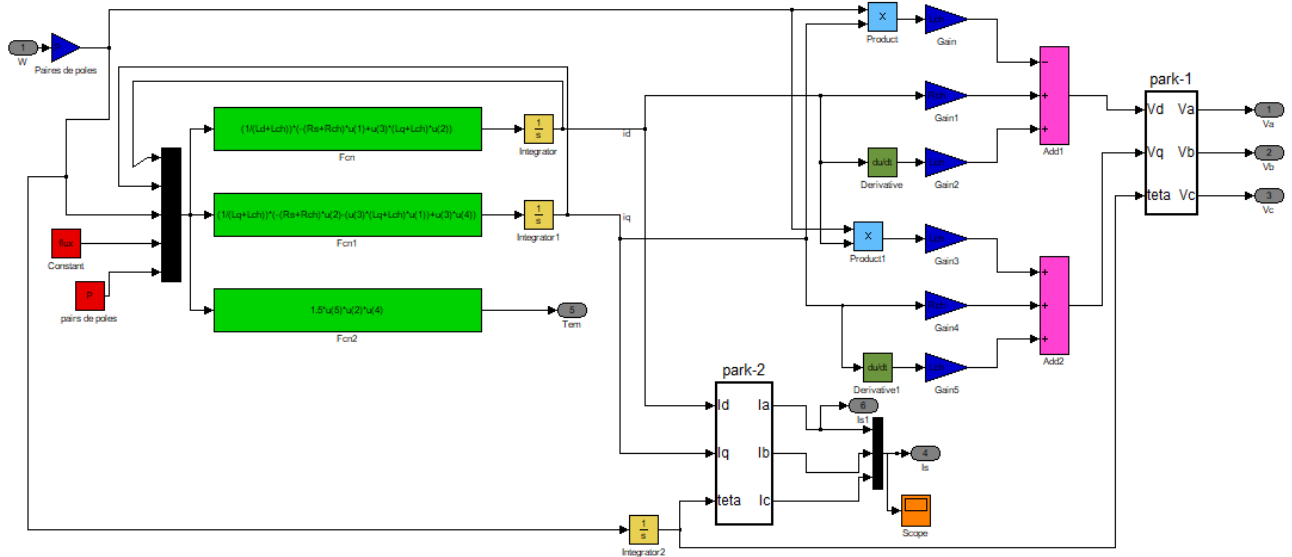 1
W
Paires de poles
(1/(Ld+Lch))*(-(Rs+Rch)*u(1)+u(3)*(Lq+Lch)*u(2))
Fcn
1
s
Integrator
id
(1/(Lq+Lch))*(-(Rs+Rch)*u(2)-(u(3)*(Lq+Lch)*u(1))+u(3)*u(4))
Fcn1
1
s
Integrator1
iq
flux
Constant
P
pairs de poles
1.5*u(5)*u(2)*u(4)
Fcn2
5
Tem
X
Product
Gain
Gain1
du/dt
Derivative
Gain2
−
+
+
Add1
X
Product1
Gain3
Gain4
du/dt
Derivative1
Gain5
+
+
+
Add2
park-1
Vd Va
Vq Vb
teta Vc
1
Va
2
Vb
3
Vc
park-2
Id Ia
Iq Ib
teta Ic
6
Is1
4
Is
Scope
1
s
Integrator2